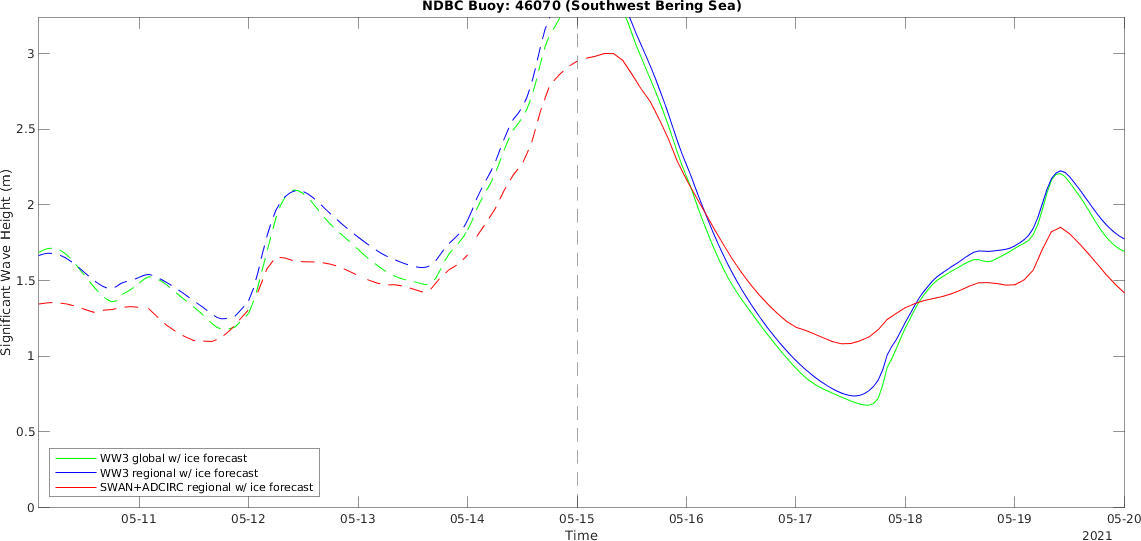 NDBC Buoy: 46070 (Southwest Bering Sea)
Significant Wave Height (m)
3
2.5
2
1.5
1
0.5
0
WW3 global w/ ice forecast
WW3 regional w/ ice forecast
SWAN+ADCIRC regional w/ ice forecast
05-11 05-12 05-13 05-14 05-15 05-16 05-17 05-18 05-19 05-20
Time
2021